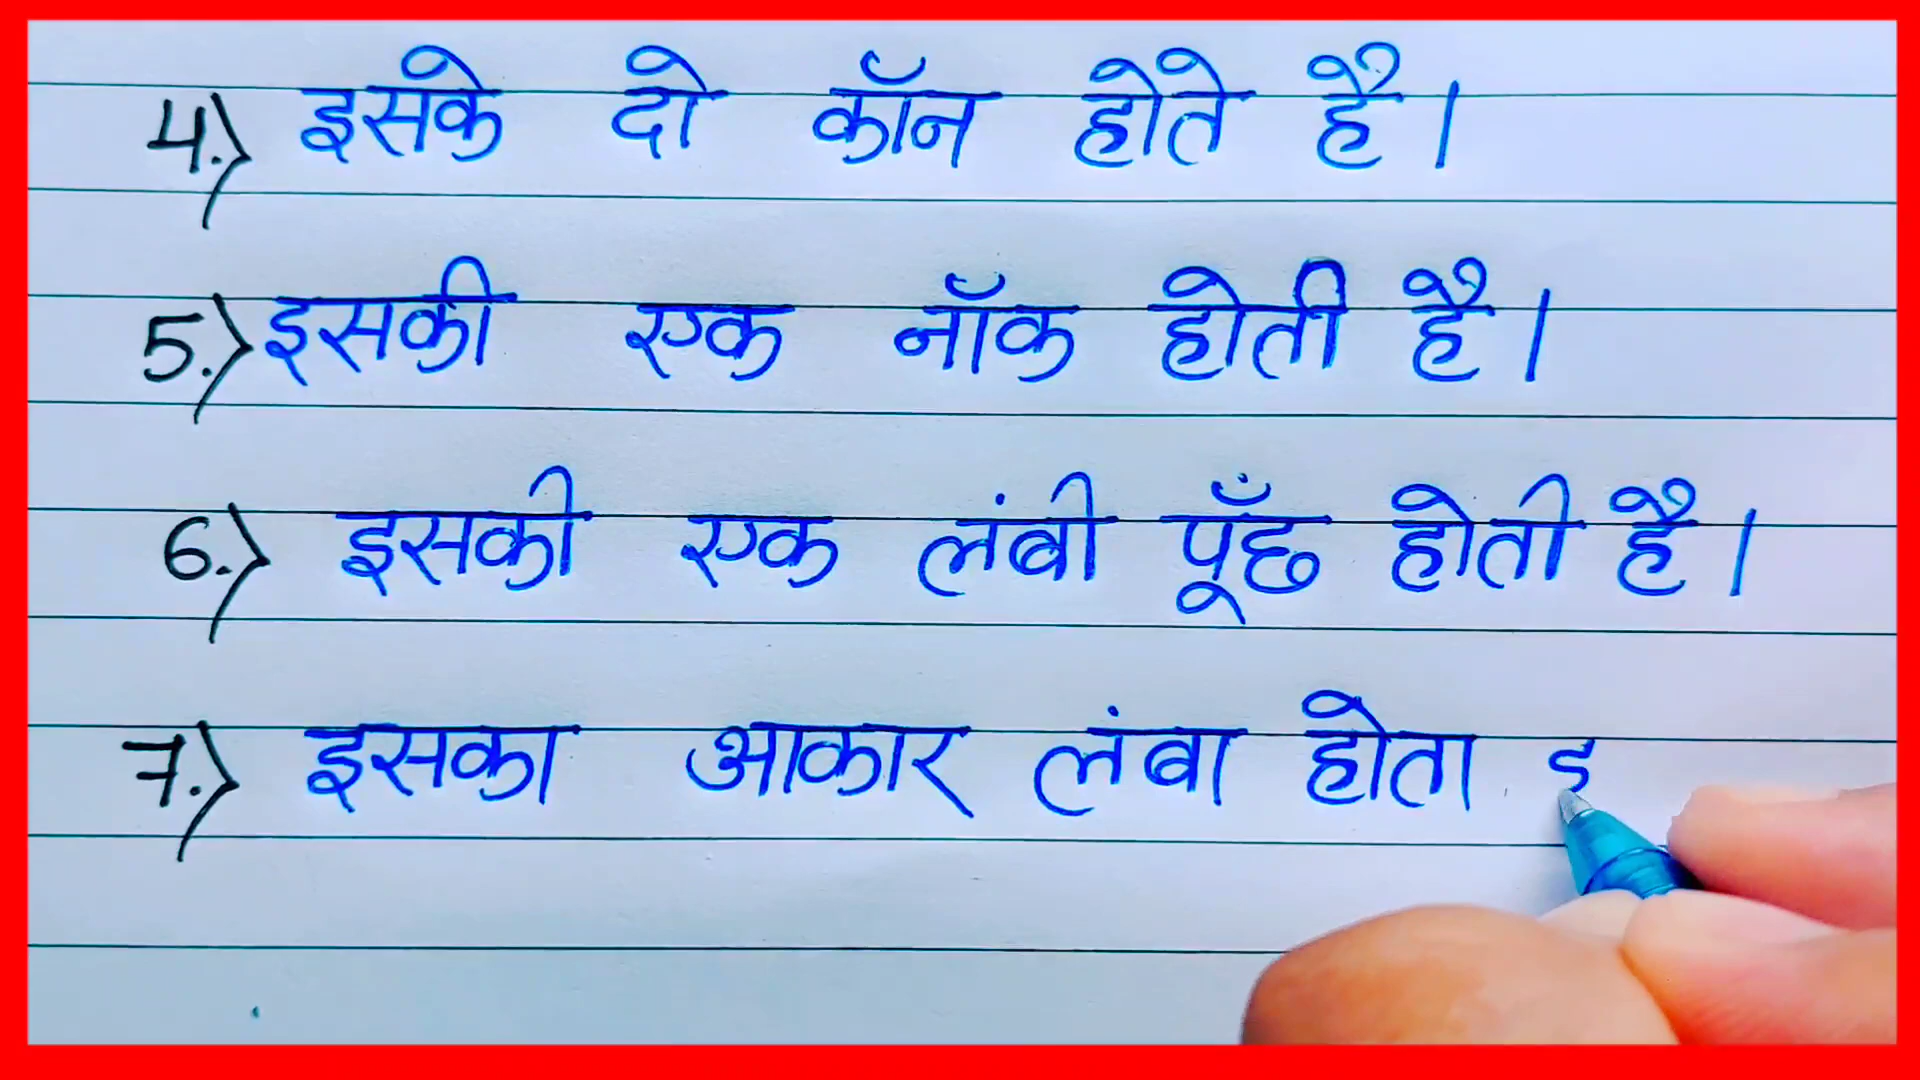 4.) इसके दो कॉन होते है।
5.) इसकी एक नॉक होती है।
6.) इसकी एक लंबी पूँछ होती है।
7.) इसका आकार लंबा होता